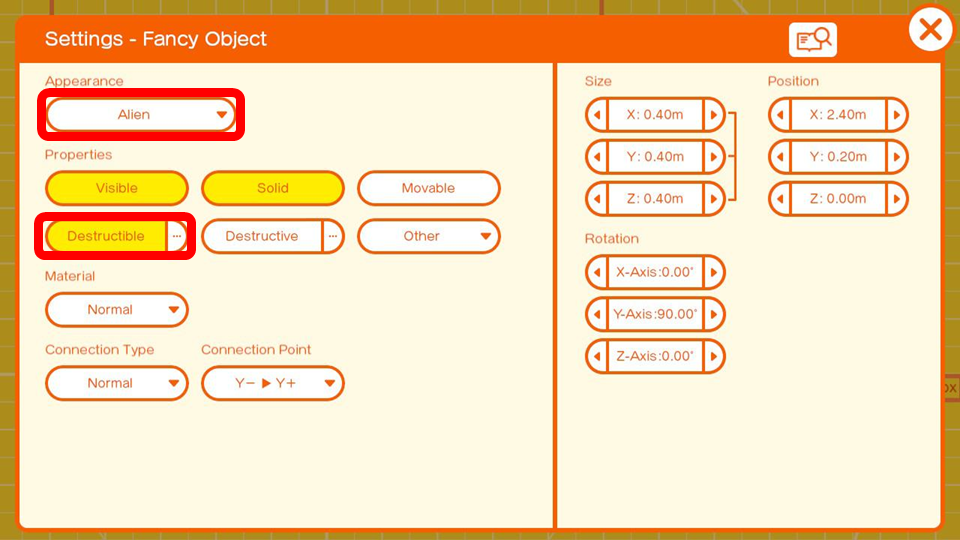 Settings - Fancy Object
Appearance
Alien
Properties
Visible
Solid
Movable
Destructible ...
Destructive ...
Other
Material
Normal
Connection Type
Connection Point
Normal
Y− ▶ Y+
Size
X: 0.40m
Y: 0.40m
Z: 0.40m
Position
X: 2.40m
Y: 0.20m
Z: 0.00m
Rotation
X-Axis:0.00°
Y-Axis:90.00°
Z-Axis:0.00°